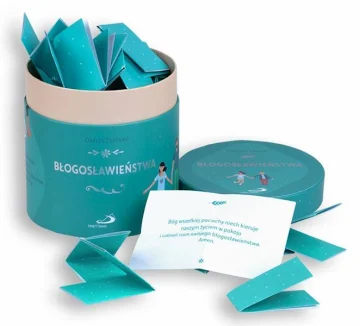 BŁOGOSŁAWIEŃSTWA
BŁOGOSŁAWIEŃSTWA
Bóg wszelkiej pociechy niech kieruje
naszym życiem w pokoju
i udzieli nam swojego błogosławieństwa.
Amen.